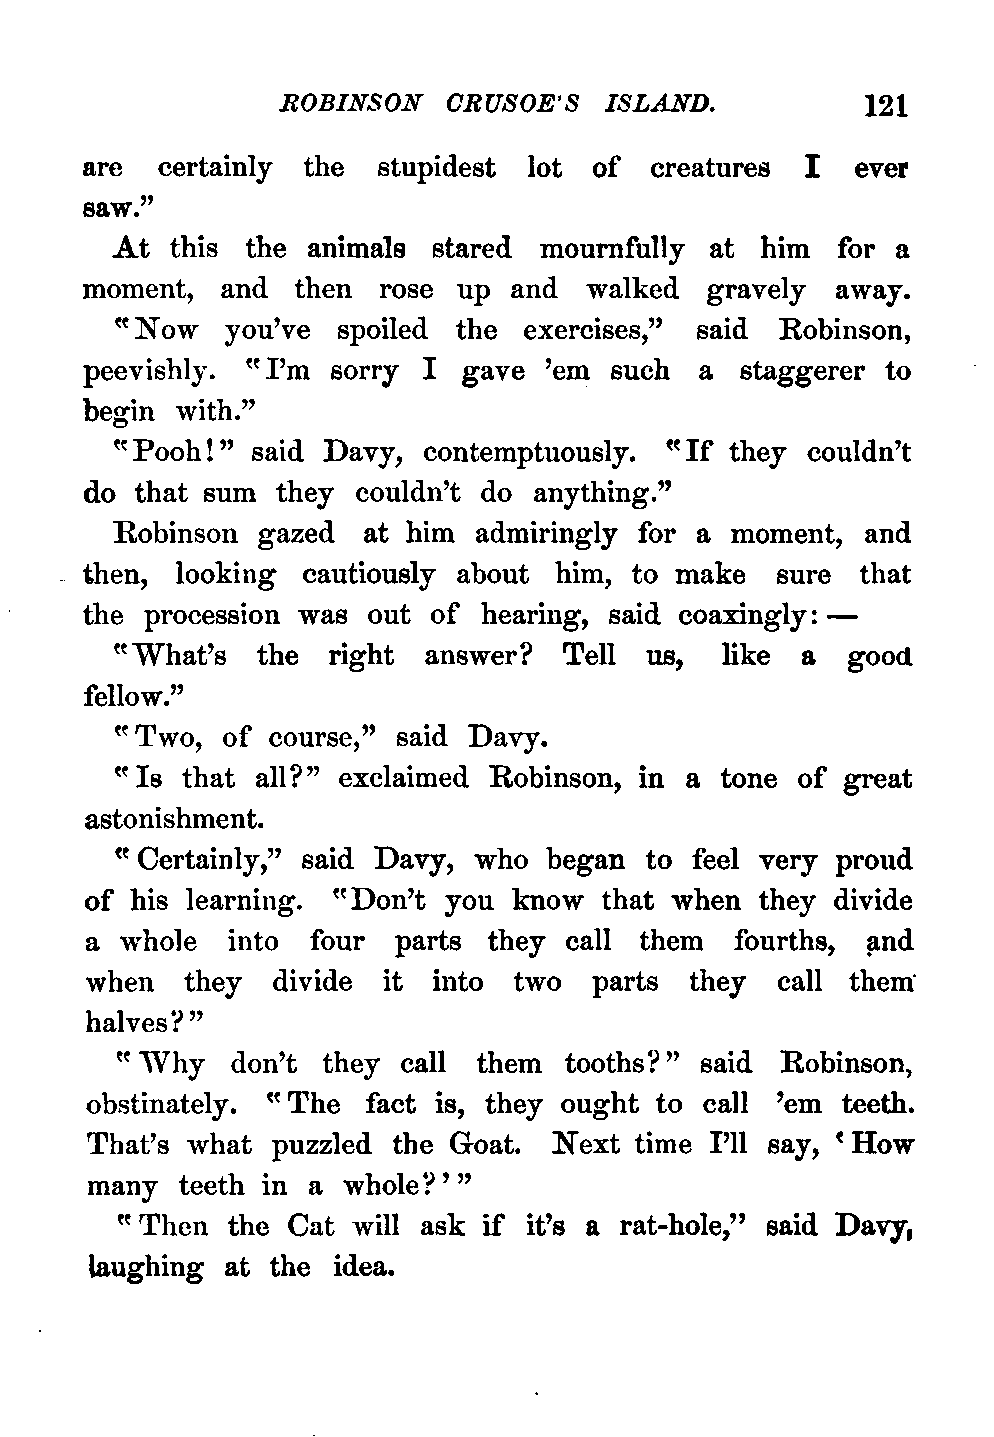 ROBINSON CRUSOE'S ISLAND. 121
are certainly the stupidest lot of creatures I ever
saw.”
At this the animals stared mournfully at him for a
moment, and then rose up and walked gravely away.
“Now you’ve spoiled the exercises,” said Robinson,
peevishly. “I’m sorry I gave ’em such a staggerer to
begin with.”
“Pooh!” said Davy, contemptuously. “If they couldn’t
do that sum they couldn’t do anything.”
Robinson gazed at him admiringly for a moment, and
then, looking cautiously about him, to make sure that
the procession was out of hearing, said coaxingly: —
“What’s the right answer? Tell us, like a good
fellow.”
“Two, of course,” said Davy.
“Is that all?” exclaimed Robinson, in a tone of great
astonishment.
“Certainly,” said Davy, who began to feel very proud
of his learning. “Don’t you know that when they divide
a whole into four parts they call them fourths, and
when they divide it into two parts they call them
halves?”
“Why don’t they call them tooths?” said Robinson,
obstinately. “The fact is, they ought to call ’em teeth.
That’s what puzzled the Goat. Next time I’ll say, ‘How
many teeth in a whole?’”
“Then the Cat will ask if it’s a rat-hole,” said Davy,
laughing at the idea.